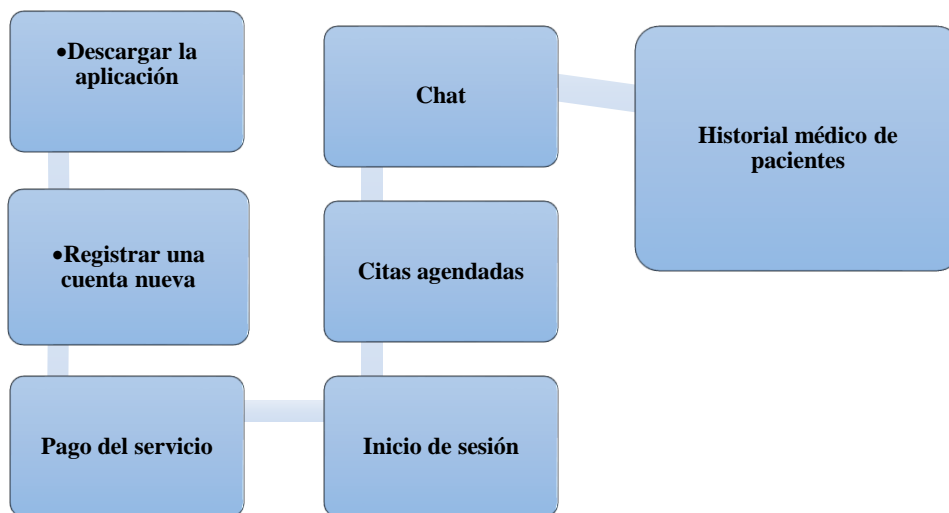 •Descargar la
aplicación
•Registrar una
cuenta nueva
Pago del servicio
Inicio de sesión
Citas agendadas
Chat
Historial médico de
pacientes